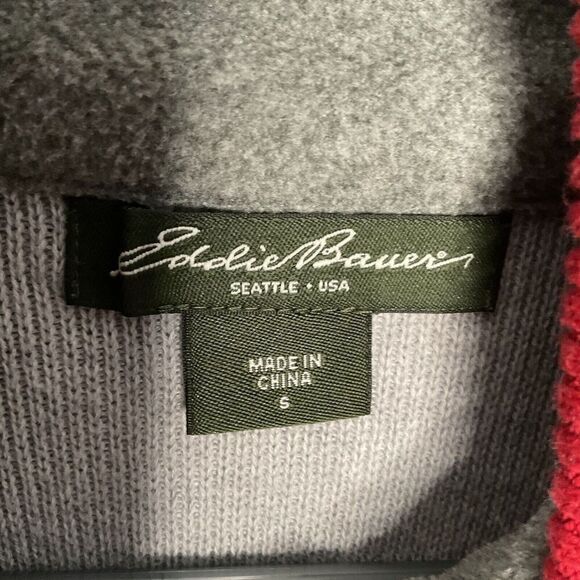 Eddie Bauer
SEATTLE • USA
MADE IN
CHINA
S